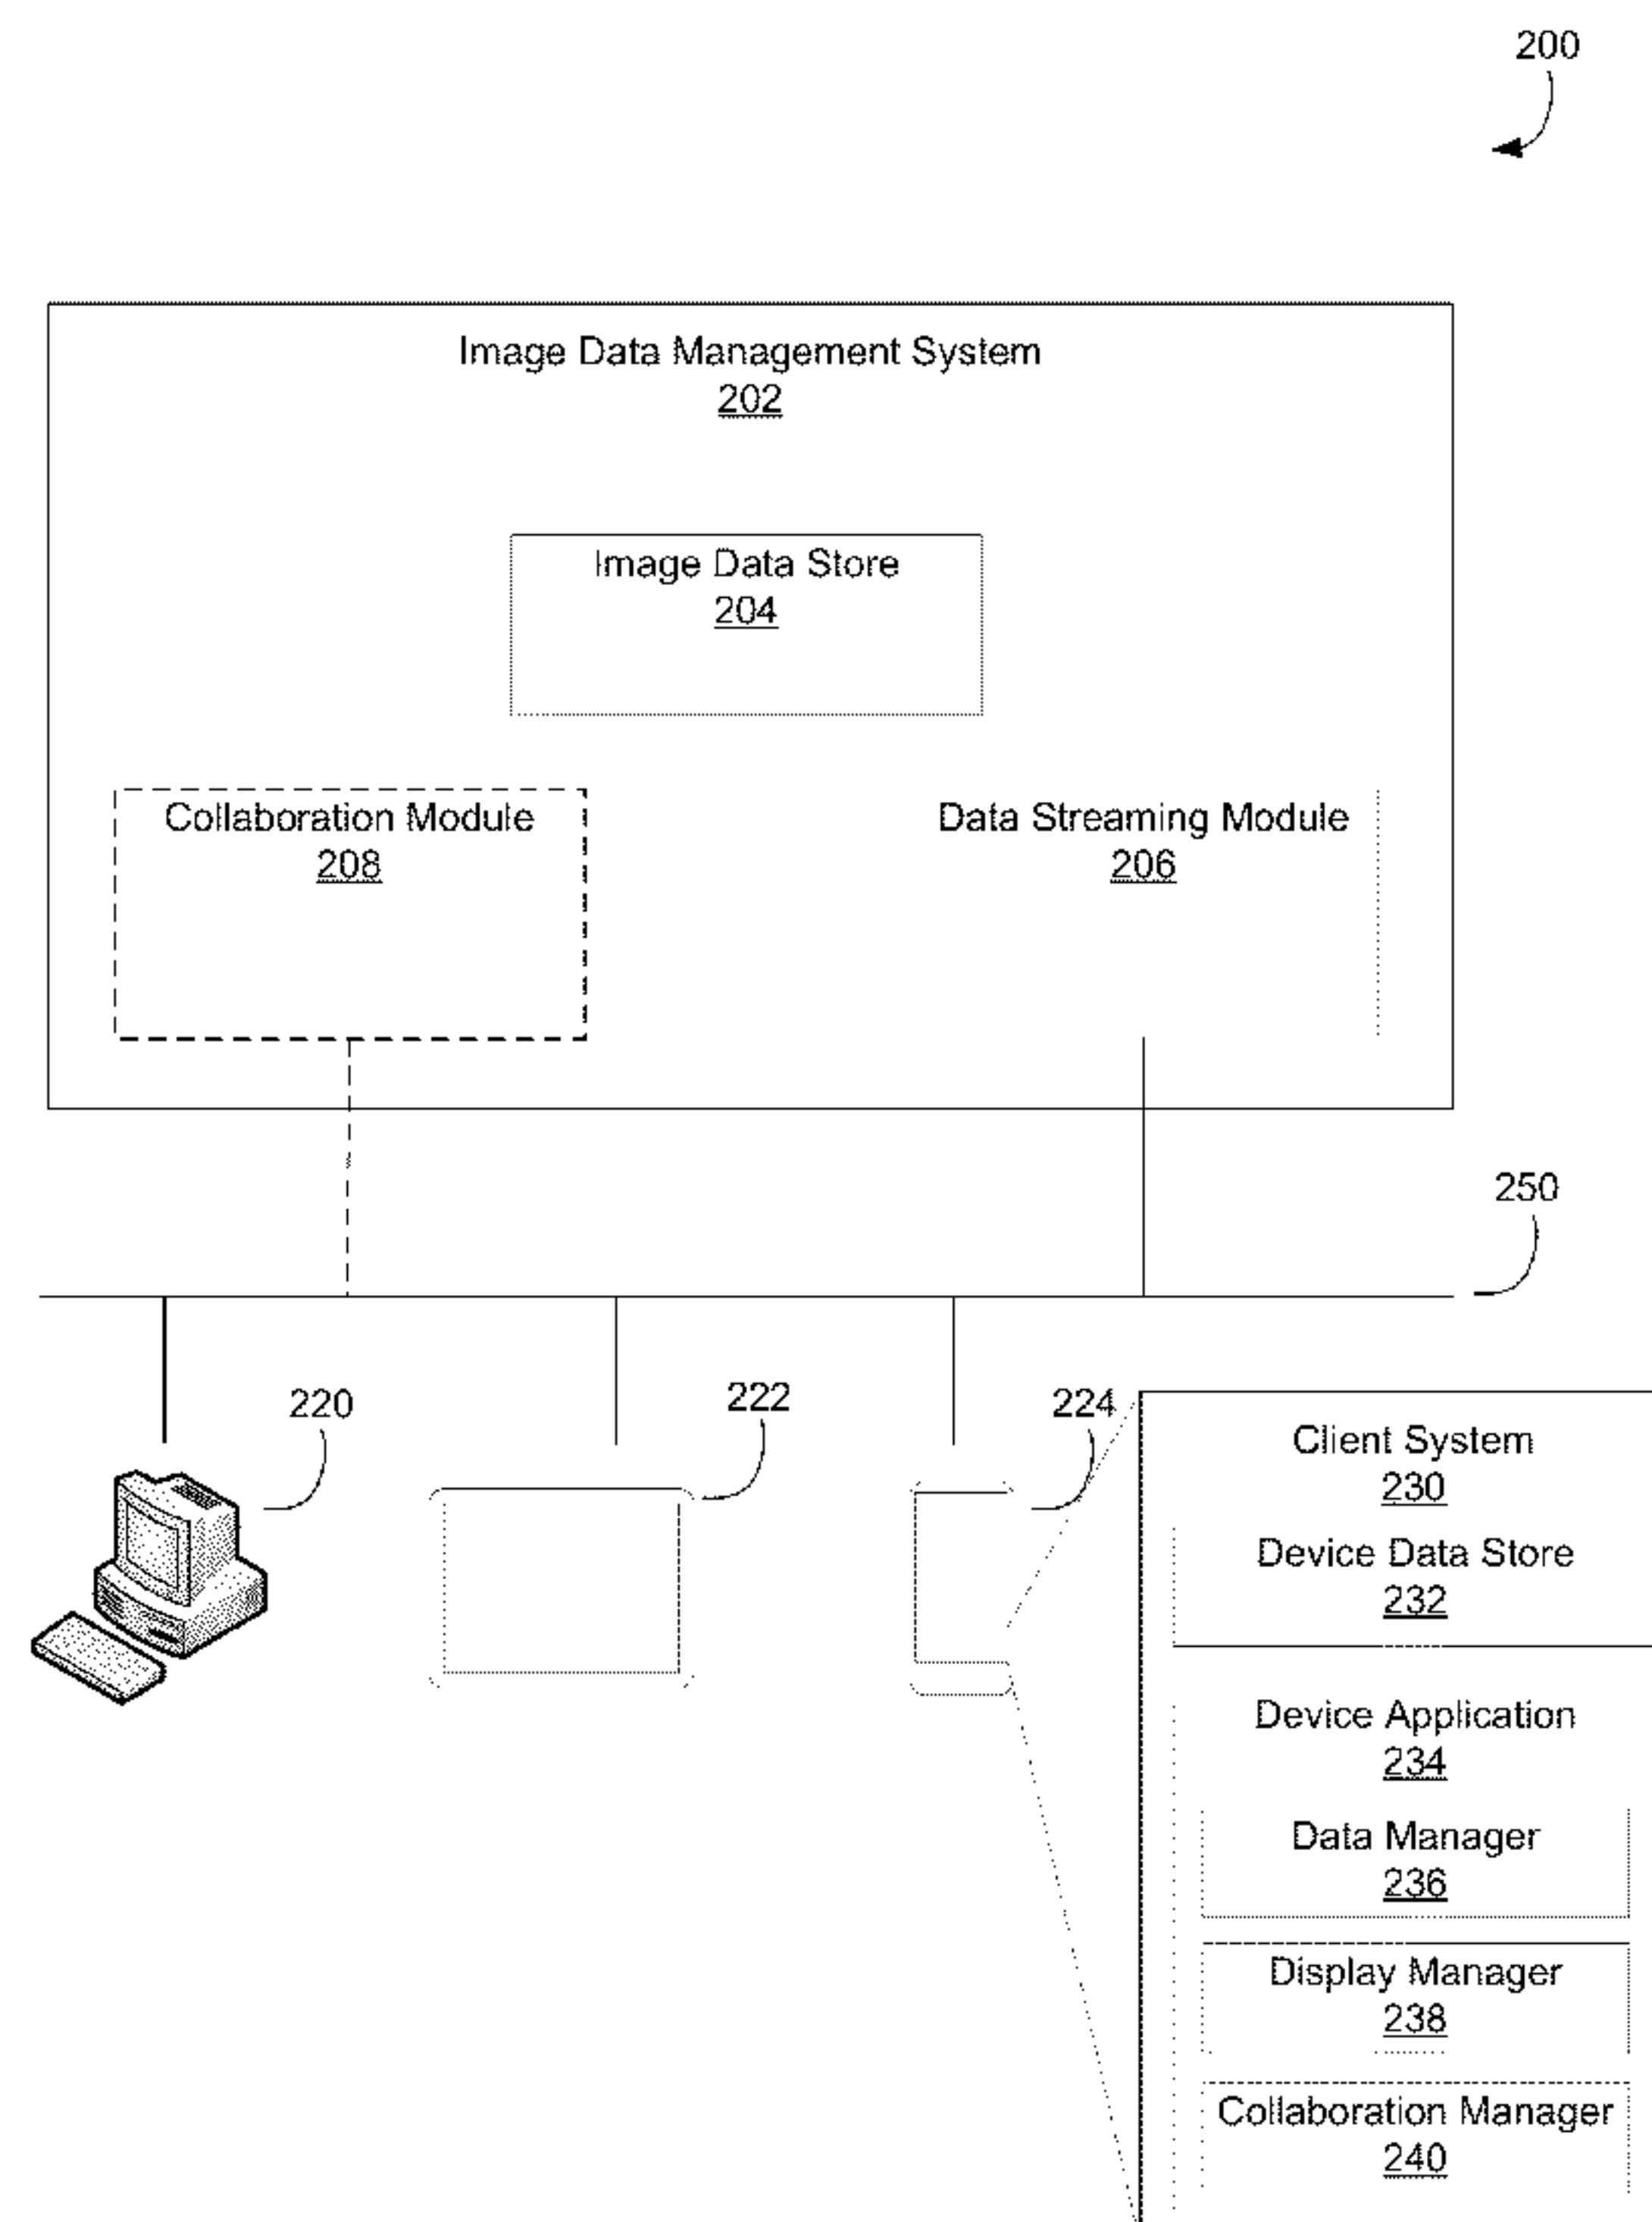 200
Image Data Management System
202
Image Data Store
204
Collaboration Module
208
Data Streaming Module
206
250
220
222
224
Client System
230
Device Data Store
232
Device Application
234
Data Manager
236
Display Manager
238
Collaboration Manager
240